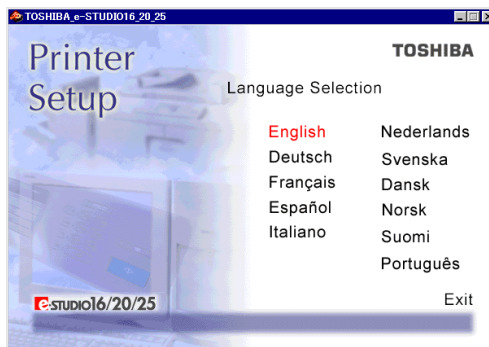 TOSHIBA_e-STUDIO16_20_25
Printer
Setup
TOSHIBA
Language Selection
English
Deutsch
Français
Español
Italiano
Nederlands
Svenska
Dansk
Norsk
Suomi
Português
e-STUDIO16/20/25
Exit